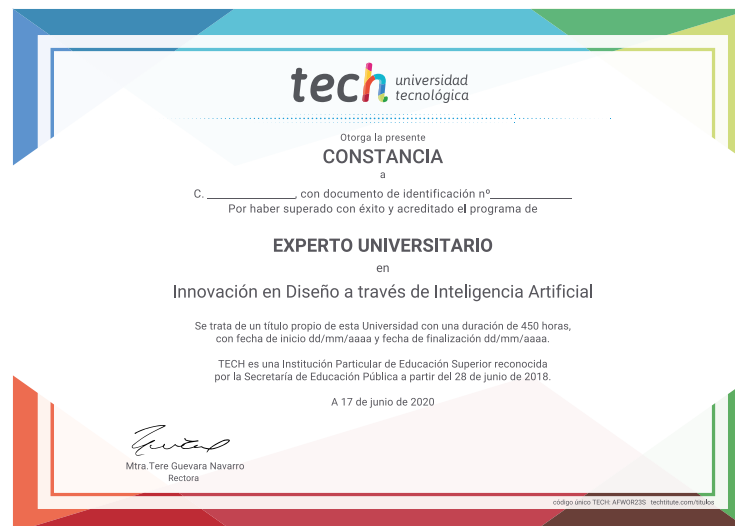 tech universidad
tecnológica
Otorga la presente
CONSTANCIA
a
C. ______________, con documento de identificación nº_____________
Por haber superado con éxito y acreditado el programa de
EXPERTO UNIVERSITARIO
en
Innovación en Diseño a través de Inteligencia Artificial
Se trata de un título propio de esta Universidad con una duración de 450 horas,
con fecha de inicio dd/mm/aaaa y fecha de finalización dd/mm/aaaa.
TECH es una Institución Particular de Educación Superior reconocida
por la Secretaría de Educación Pública a partir del 28 de junio de 2018.
A 17 de junio de 2020
Mtra.Tere Guevara Navarro
Rectora
código único TECH: AFWOR23S techtitute.com/titulos